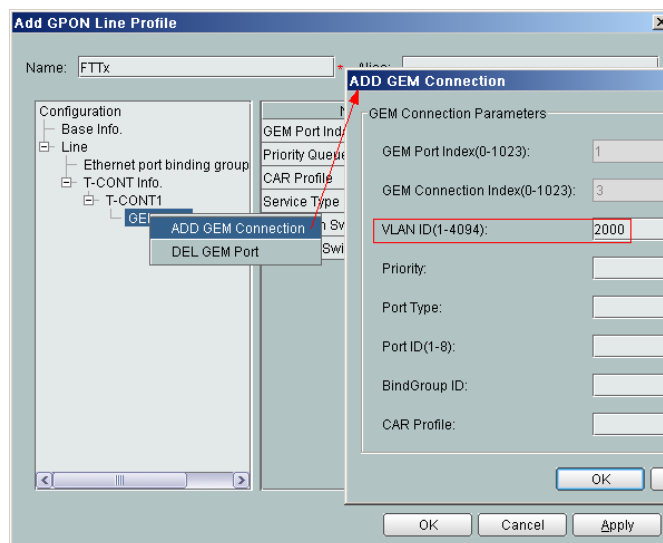 Add GPON Line Profile
Name: FTTx * Alias:
Configuration
Base Info.
Line
Ethernet port binding group
T-CONT Info.
T-CONT1
ADD GEM Connection
DEL GEM Port
GEM Port
Priority Queue
CAR Profile
Service Type
ADD GEM Connection
GEM Connection Parameters
GEM Port Index(0-1023): 1
GEM Connection Index(0-1023): 3
VLAN ID(1-4094): 2000
Priority:
Port Type:
Port ID(1-8):
BindGroup ID:
CAR Profile:
OK
OK Cancel Apply